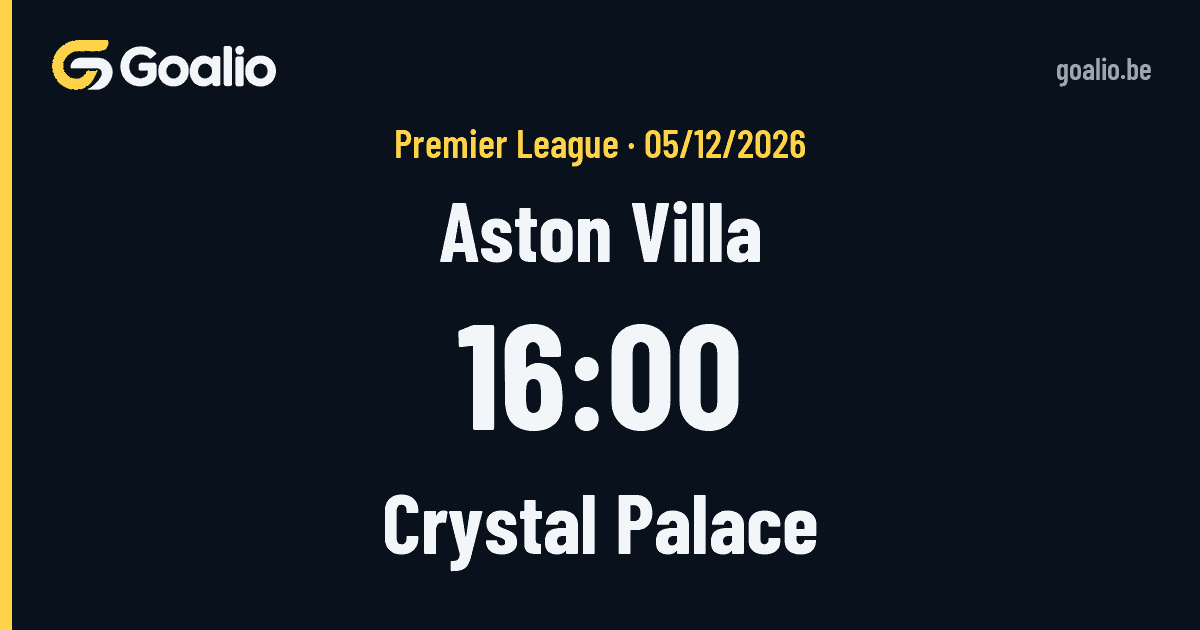 Goalio
goalio.be
Premier League · 05/12/2026
Aston Villa
16:00
Crystal Palace